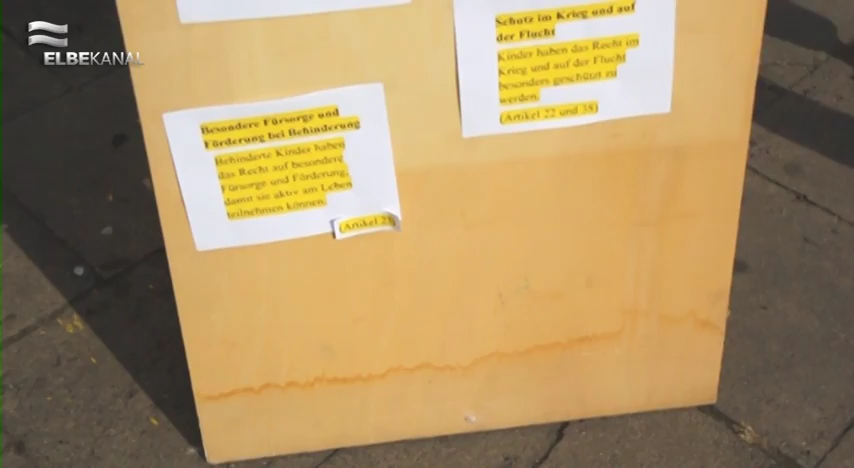 ELBEKANAL
Schutz im Krieg und auf
der Flucht
Kinder haben das Recht im
Krieg und auf der Flucht
besonders geschützt zu
werden.
(Artikel 22 und 38)
Besondere Fürsorge und
Förderung bei Behinderung
Behinderte Kinder haben
das Recht auf besondere
Fürsorge und Förderung,
damit sie aktiv am Leben
teilnehmen können.
(Artikel 23)